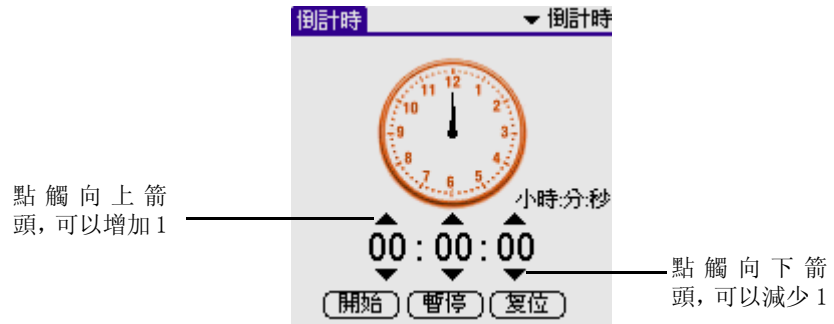 倒計時
倒計時
12
1
2
3
4
5
6
7
8
9
10
11
小時:分:秒
點觸向上箭
頭,可以增加1
00:00:00
點觸向下箭
頭,可以減少1
開始 暫停 复位